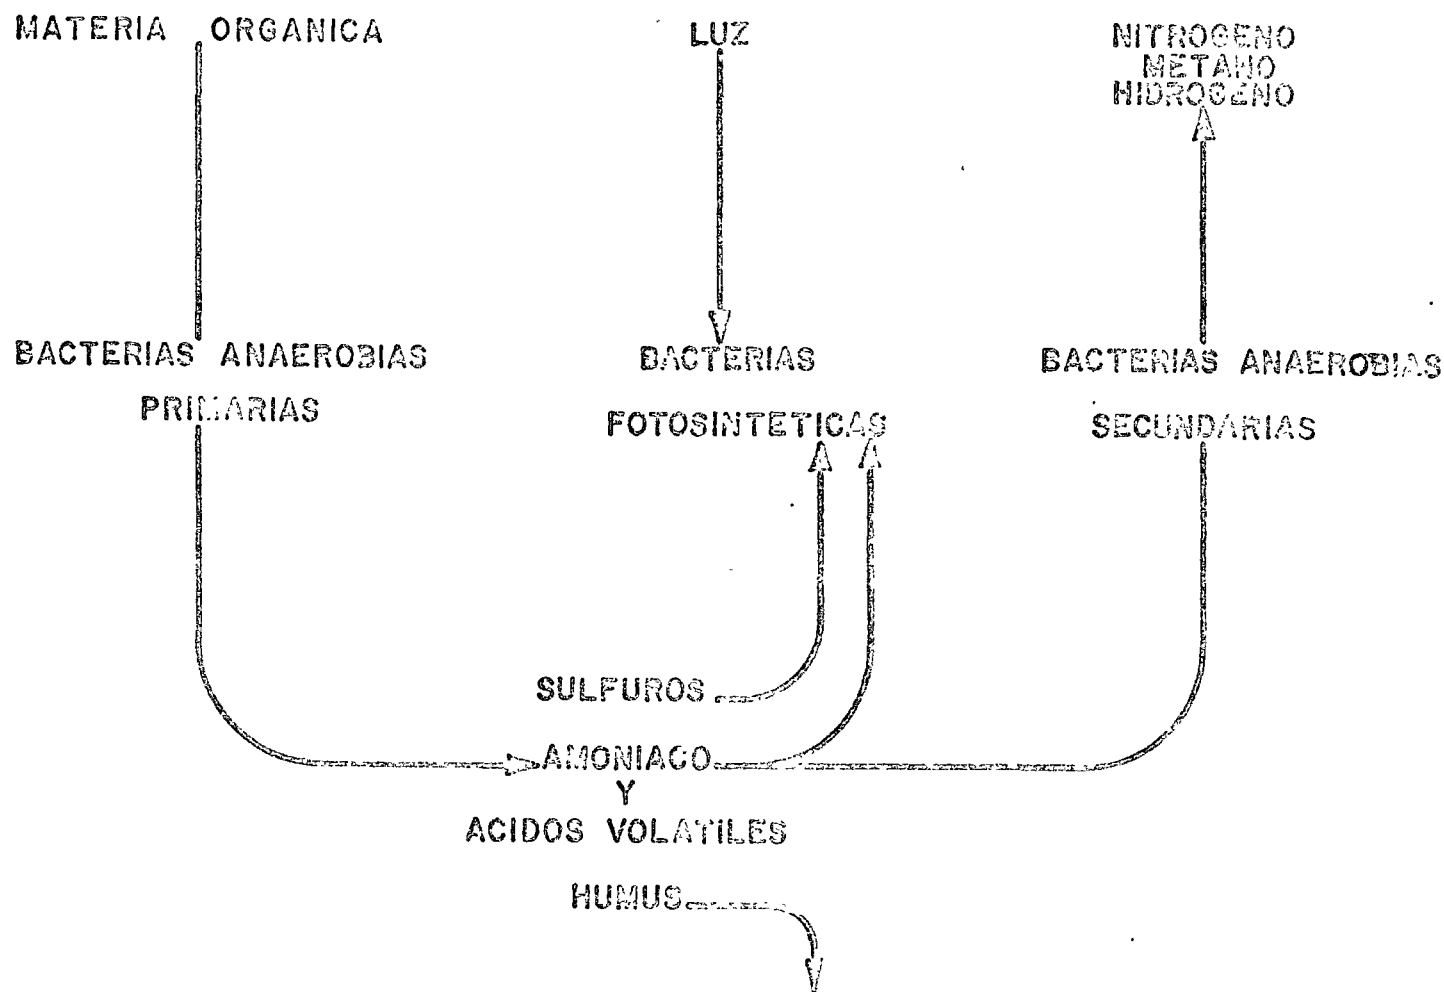 MATERIA ORGANICA
LUZ
NITROGENO
METANO
HIDROGENO
BACTERIAS ANAEROBIAS
PRIMARIAS
BACTERIAS
FOTOSINTETICAS
BACTERIAS ANAEROBIAS
SECUNDARIAS
SULFUROS
AMONIACO
Y
ACIDOS VOLATILES
HUMUS